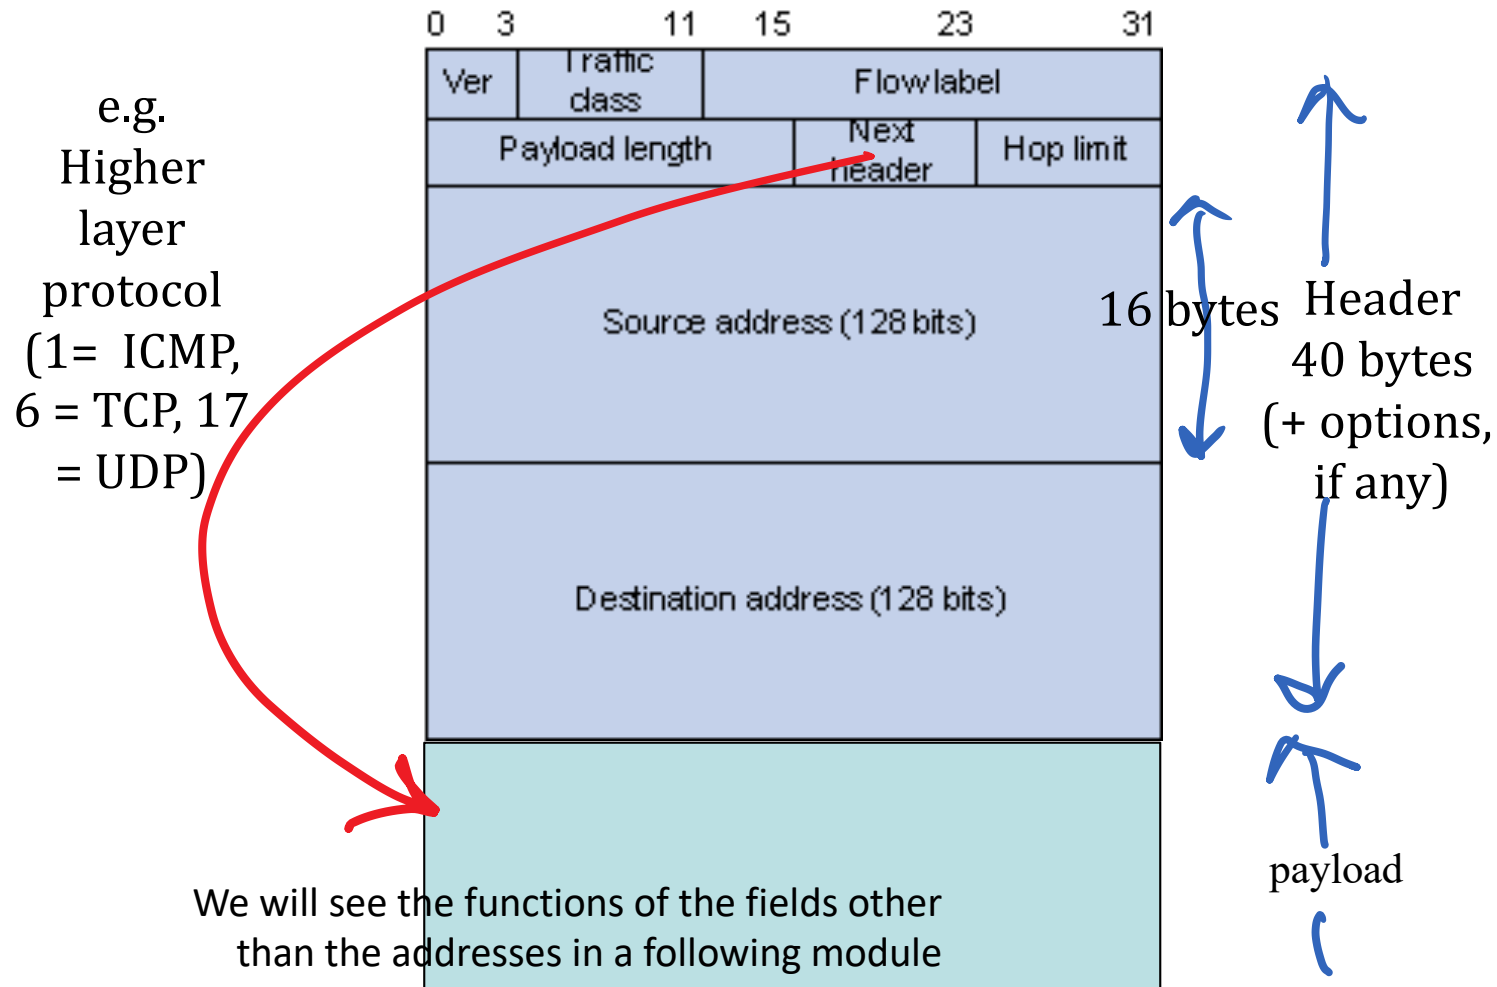 0 3 11 15 23 31
Ver
Traffic
class
Flow label
Payload length
Next
header
Hop limit
e.g.
Higher
layer
protocol
(1= ICMP,
6 = TCP, 17
= UDP)
Source address (128 bits)
16 bytes
Header
40 bytes
(+ options,
if any)
Destination address (128 bits)
payload
We will see the functions of the fields other
than the addresses in a following module